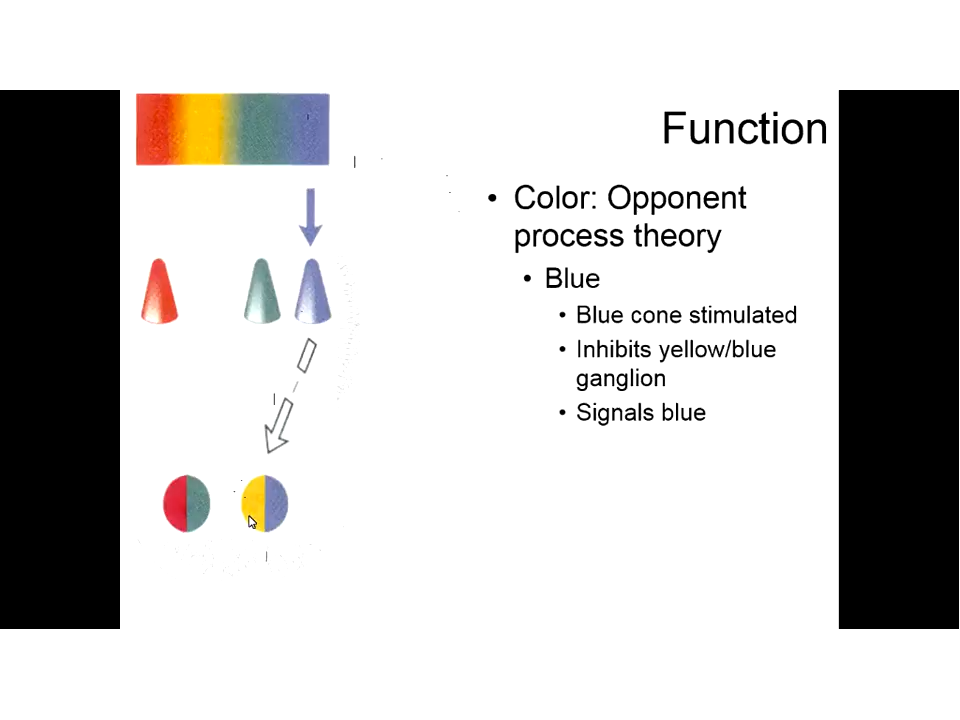 Function
• Color: Opponent
process theory
• Blue
• Blue cone stimulated
• Inhibits yellow/blue
ganglion
• Signals blue